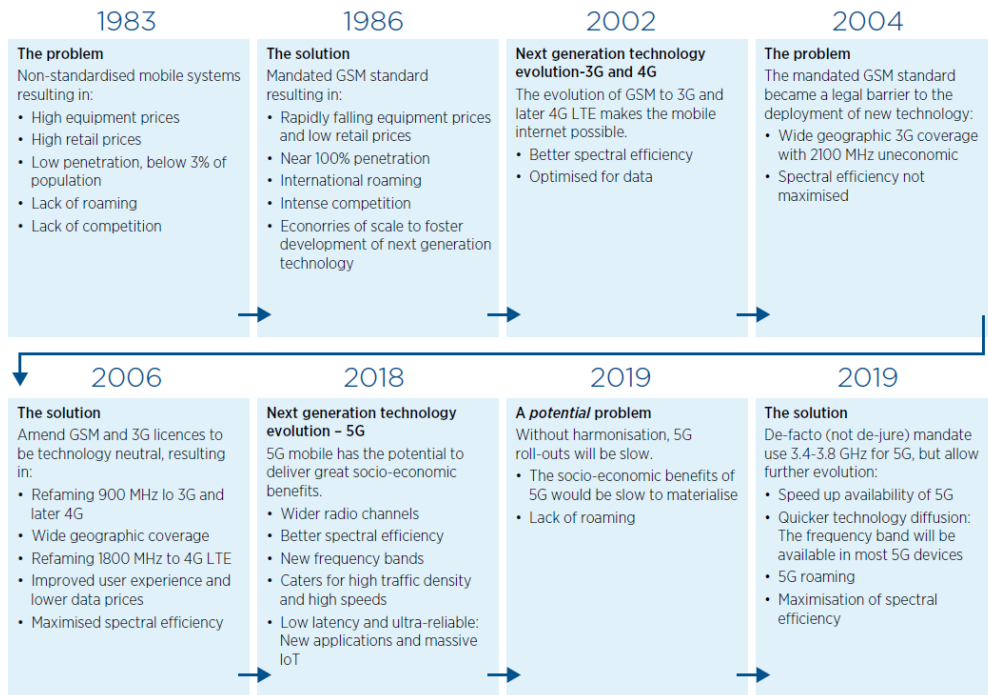 1983
The problem
Non-standardised mobile systems
resulting in:
• High equipment prices
• High retail prices
• Low penetration, below 3% of
population
• Lack of roaming
• Lack of competition
1986
The solution
Mandated GSM standard
resulting in:
• Rapidly falling equipment prices
and low retail prices
• Near 100% penetration
• International roaming
• Intense competition
• Econorries of scale to foster
development of next generation
technology
2002
Next generation technology
evolution-3G and 4G
The evolution of GSM to 3G and
later 4G LTE makes the mobile
internet possible.
• Better spectral efficiency
• Optimised for data
2004
The problem
The mandated GSM standard
became a legal barrier to the
deployment of new technology:
• Wide geographic 3G coverage
with 2100 MHz uneconomic
• Spectral efficiency not
maximised
2006
The solution
Amend GSM and 3G licences to
be technology neutral, resulting
in:
• Refaming 900 MHz lo 3G and
later 4G
• Wide geographic coverage
• Refaming 1800 MHz to 4G LTE
• Improved user experience and
lower data prices
• Maximised spectral efficiency
2018
Next generation technology
evolution – 5G
5G mobile has the potential to
deliver great socio-economic
benefits.
• Wider radio channels
• Better spectral efficiency
• New frequency bands
• Caters for high traffic density
and high speeds
• Low latency and ultra-reliable:
New applications and massive
IoT
2019
A potential problem
Without harmonisation, 5G
roll-outs will be slow.
• The socio-economic benefits of
5G would be slow to materialise
• Lack of roaming
2019
The solution
De-facto (not de-jure) mandate
use 3.4-3.8 GHz for 5G, but allow
further evolution:
• Speed up availability of 5G
• Quicker technology diffusion:
The frequency band will be
available in most 5G devices
• 5G roaming
• Maximisation of spectral
efficiency